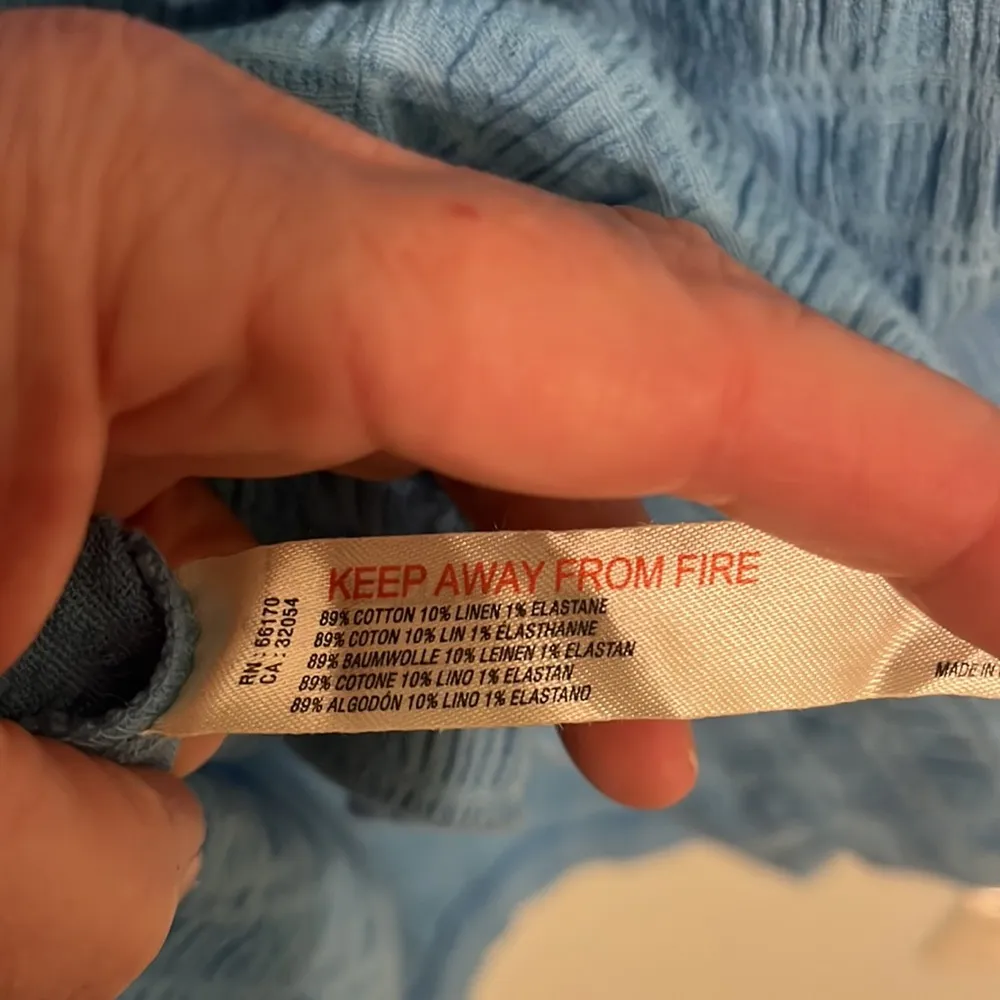 KEEP AWAY FROM FIRE
89% COTTON 10% LINEN 1% ELASTANE
89% COTON 10% LIN 1% ÉLASTHANNE
89% BAUMWOLLE 10% LEINEN 1% ELASTAN
89% COTONE 10% LINO 1% ELASTAN
89% ALGODÓN 10% LINO 1% ELASTANO
RN : 66170
CA : 32054
MADE IN